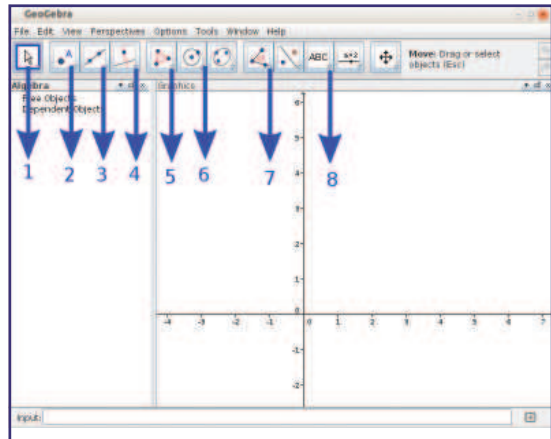 GeoGebra
File Edit View Perspectives Options Tools Window Help
A
ABC
a=2
Move: Drag or select
objects (Esc)
Algebra
Graphics
Free Objects
Dependent Objects
1 2 3 4 5 6 7 8
6
5
4
3
2
1
0
-4 -3 -2 -1 0 1 2 3 4 5 6 7
-1
-2
Input: